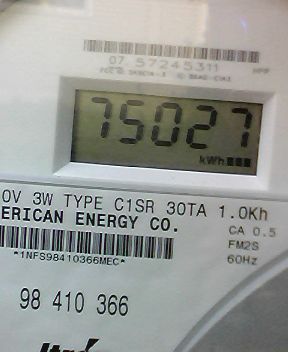 07 57245311
75027
kWh
0V 3W TYPE C1SR 30TA 1.0Kh
ERICAN ENERGY CO.
CA 0.5
FM2S
60Hz
*1NFS98410366MEC*
98 410 366